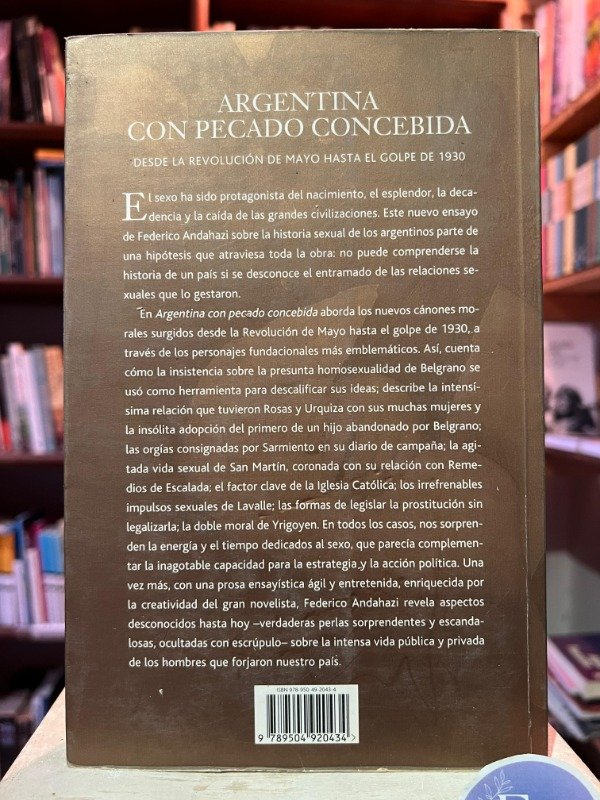 ARGENTINA
CON PECADO CONCEBIDA
DESDE LA REVOLUCIÓN DE MAYO HASTA EL GOLPE DE 1930
El sexo ha sido protagonista del nacimiento, el esplendor, la deca-
dencia y la caída de las grandes civilizaciones. Este nuevo ensayo
de Federico Andahazi sobre la historia sexual de los argentinos parte de
una hipótesis que atraviesa toda la obra: no puede comprenderse la
historia de un país si se desconoce el entramado de las relaciones se-
xuales que lo gestaron.
En Argentina con pecado concebida aborda los nuevos cánones mo-
rales surgidos desde la Revolución de Mayo hasta el golpe de 1930, a
través de los personajes fundacionales más emblemáticos. Así, cuenta
cómo la insistencia sobre la presunta homosexualidad de Belgrano se
usó como herramienta para descalificar sus ideas; describe la intensí-
sima relación que tuvieron Rosas y Urquiza con sus muchas mujeres y
la insólita adopción del primero de un hijo abandonado por Belgrano;
las orgías consignadas por Sarmiento en su diario de campaña; la agi-
tada vida sexual de San Martín, coronada con su relación con Reme-
dios de Escalada; el factor clave de la Iglesia Católica; los irrefrenables
impulsos sexuales de Lavalle; las formas de legislar la prostitución sin
legalizarla; la doble moral de Yrigoyen. En todos los casos, nos sorpren-
den la energía y el tiempo dedicados al sexo, que parecía complemen-
tar la inagotable capacidad para la estrategia y la acción política. Una
vez más, con una prosa ensayística ágil y entretenida, enriquecida por
la creatividad del gran novelista, Federico Andahazi revela aspectos
desconocidos hasta hoy –verdaderas perlas sorprendentes y escanda-
losas, ocultadas con escrúpulo– sobre la intensa vida pública y privada
de los hombres que forjaron nuestro país.
ISBN 978-950-49-2043-4
9 789504 920434